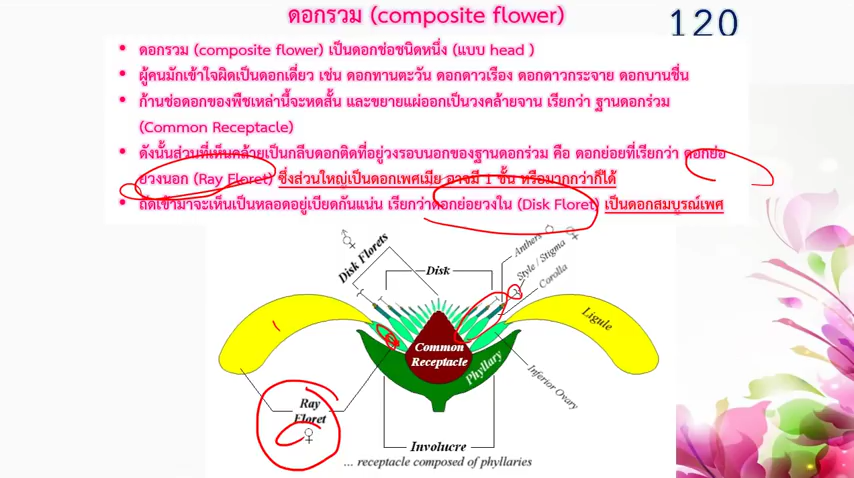 ดอกรวม (composite flower)
120
• ดอกรวม (composite flower) เป็นดอกช่อชนิดหนึ่ง (แบบ head )
• ผู้คนมักเข้าใจผิดเป็นดอกเดี่ยว เช่น ดอกทานตะวัน ดอกดาวเรือง ดอกดาวกระจาย ดอกบานชื่น
• ก้านช่อดอกของพืชเหล่านี้จะหดสั้น และขยายแผ่ออกเป็นวงคล้ายจาน เรียกว่า ฐานดอกร่วม
(Common Receptacle)
• ดังนั้นส่วนที่เห็นคล้ายเป็นกลีบดอกติดที่อยู่วงรอบนอกของฐานดอกร่วม คือ ดอกย่อยที่เรียกว่า ดอกย่อ
ยวงนอก (Ray Floret) ซึ่งส่วนใหญ่เป็นดอกเพศเมีย อาจมี 1 ชั้น หรือมากกว่าก็ได้
• ถัดเข้ามาจะเห็นเป็นหลอดอยู่เบียดกันแน่น เรียกว่าดอกย่อยวงใน (Disk Floret) เป็นดอกสมบูรณ์เพศ
⚥
Disk Florets
Disk
Anthers
Style / Stigma ♀
Corolla
Ligule
Common
Receptacle
Phyllary
Inferior Ovary
Ray
Floret
♀
Involucre
... receptacle composed of phyllaries